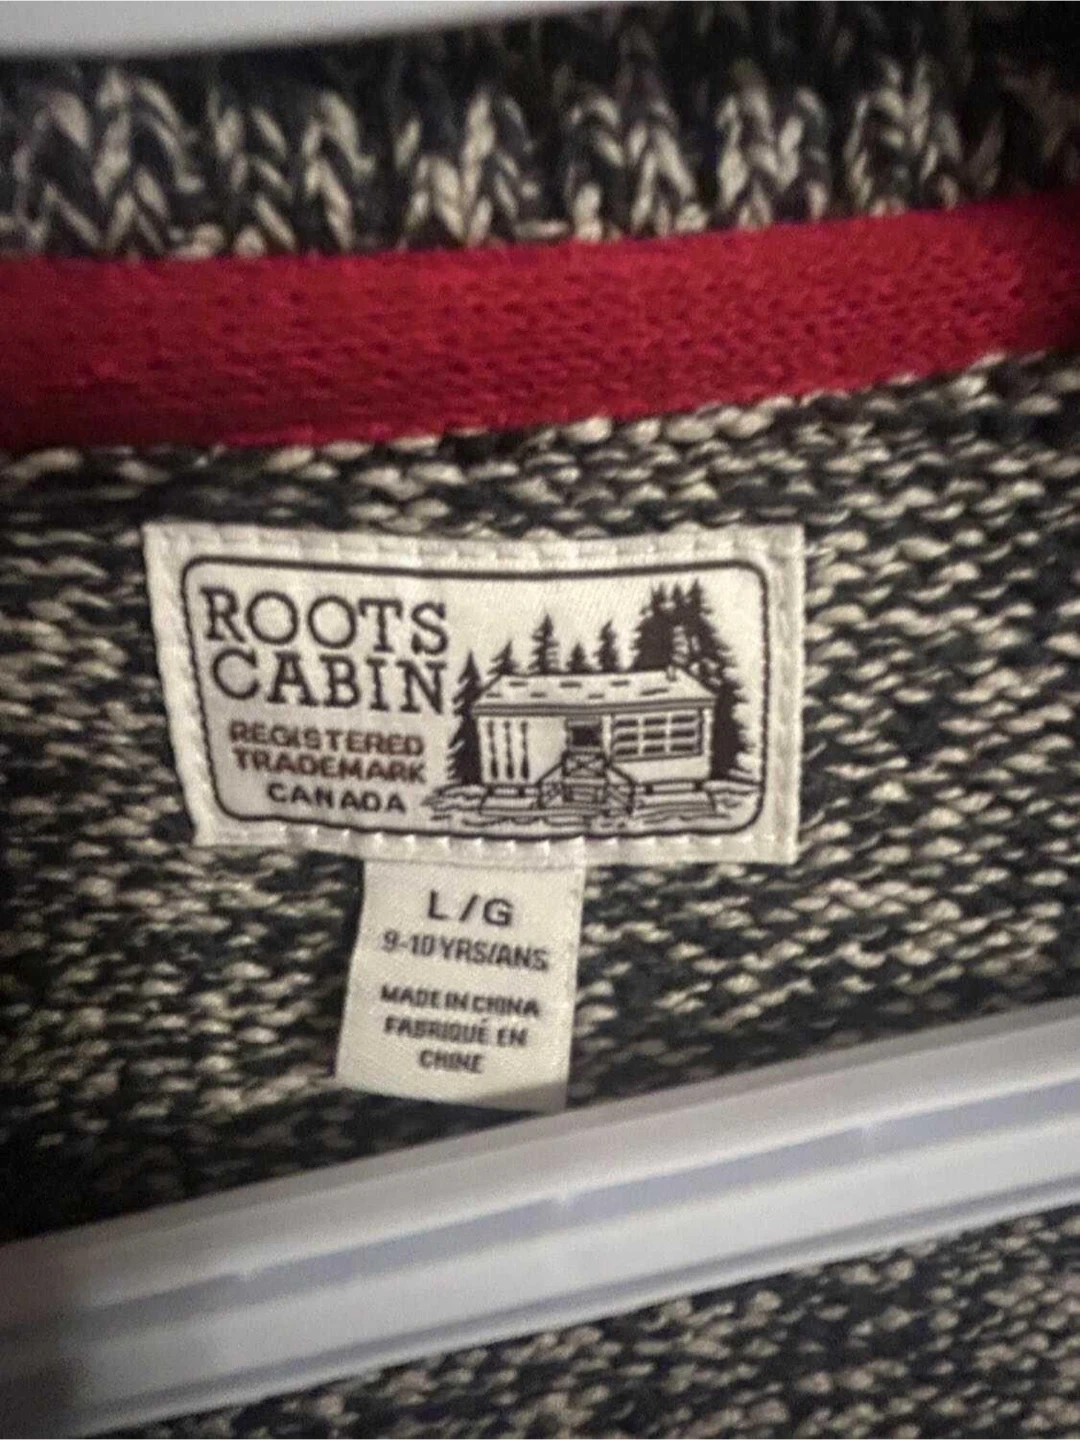 ROOTS
CABIN
REGISTERED
TRADEMARK
CANADA
L/G
9-10 YRS/ANS
MADE IN CHINA
FABRIQUÉ EN
CHINE